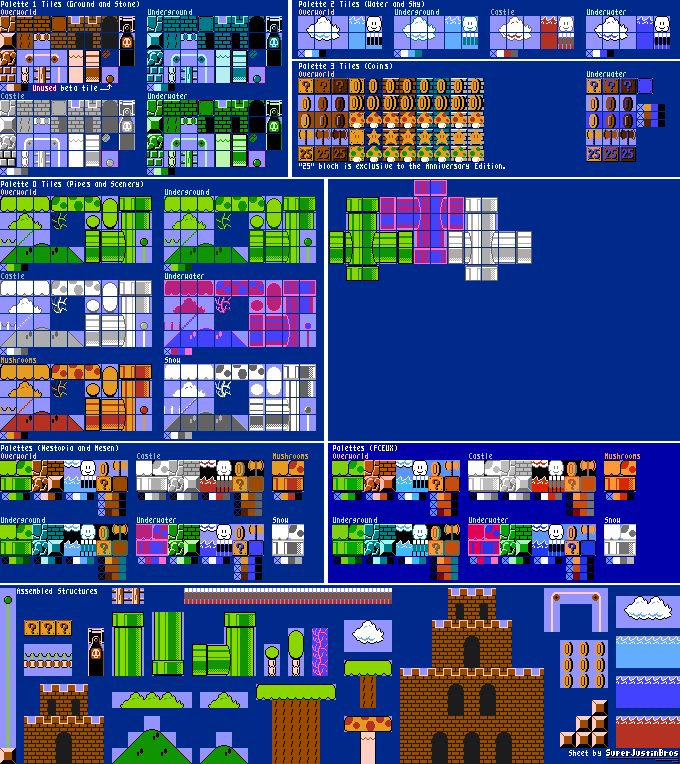 Palette 1 Tiles (Ground and Stone)
Overworld
Underground
Unused beta tile
Castle
Underwater
Palette 2 Tiles (Water and Sky)
Overworld
Underground
Castle
Underwater
Palette 3 Tiles (Coins)
Overworld
Underwater
"25" block is exclusive to the Anniversary Edition.
Palette 0 Tiles (Pipes and Scenery)
Overworld
Underground
Castle
Underwater
Mushrooms
Snow
Palettes (Nestopia and Mesen)
Overworld
Castle
Mushrooms
Underground
Underwater
Snow
Palettes (FCEUX)
Overworld
Castle
Mushrooms
Underground
Underwater
Snow
Assembled Structures
Sheet by SuperJustinBros